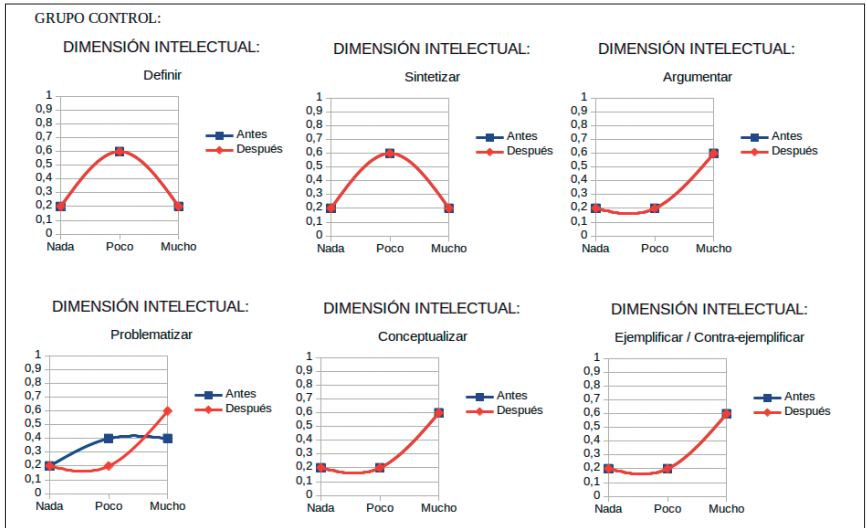 GRUPO CONTROL:
DIMENSIÓN INTELECTUAL:
Definir
1
0,9
0,8
0,7
0,6
0,5
0,4
0,3
0,2
0,1
0
Nada Poco Mucho
Antes
Después
DIMENSIÓN INTELECTUAL:
Sintetizar
1
0,9
0,8
0,7
0,6
0,5
0,4
0,3
0,2
0,1
0
Nada Poco Mucho
Antes
Después
DIMENSIÓN INTELECTUAL:
Argumentar
1
0,9
0,8
0,7
0,6
0,5
0,4
0,3
0,2
0,1
0
Nada Poco Mucho
Antes
Después
DIMENSIÓN INTELECTUAL:
Problematizar
1
0,9
0,8
0,7
0,6
0,5
0,4
0,3
0,2
0,1
0
Nada Poco Mucho
Antes
Después
DIMENSIÓN INTELECTUAL:
Conceptualizar
1
0,9
0,8
0,7
0,6
0,5
0,4
0,3
0,2
0,1
0
Nada Poco Mucho
Antes
Después
DIMENSIÓN INTELECTUAL:
Ejemplificar / Contra-ejemplificar
1
0,9
0,8
0,7
0,6
0,5
0,4
0,3
0,2
0,1
0
Nada Poco Mucho
Antes
Después